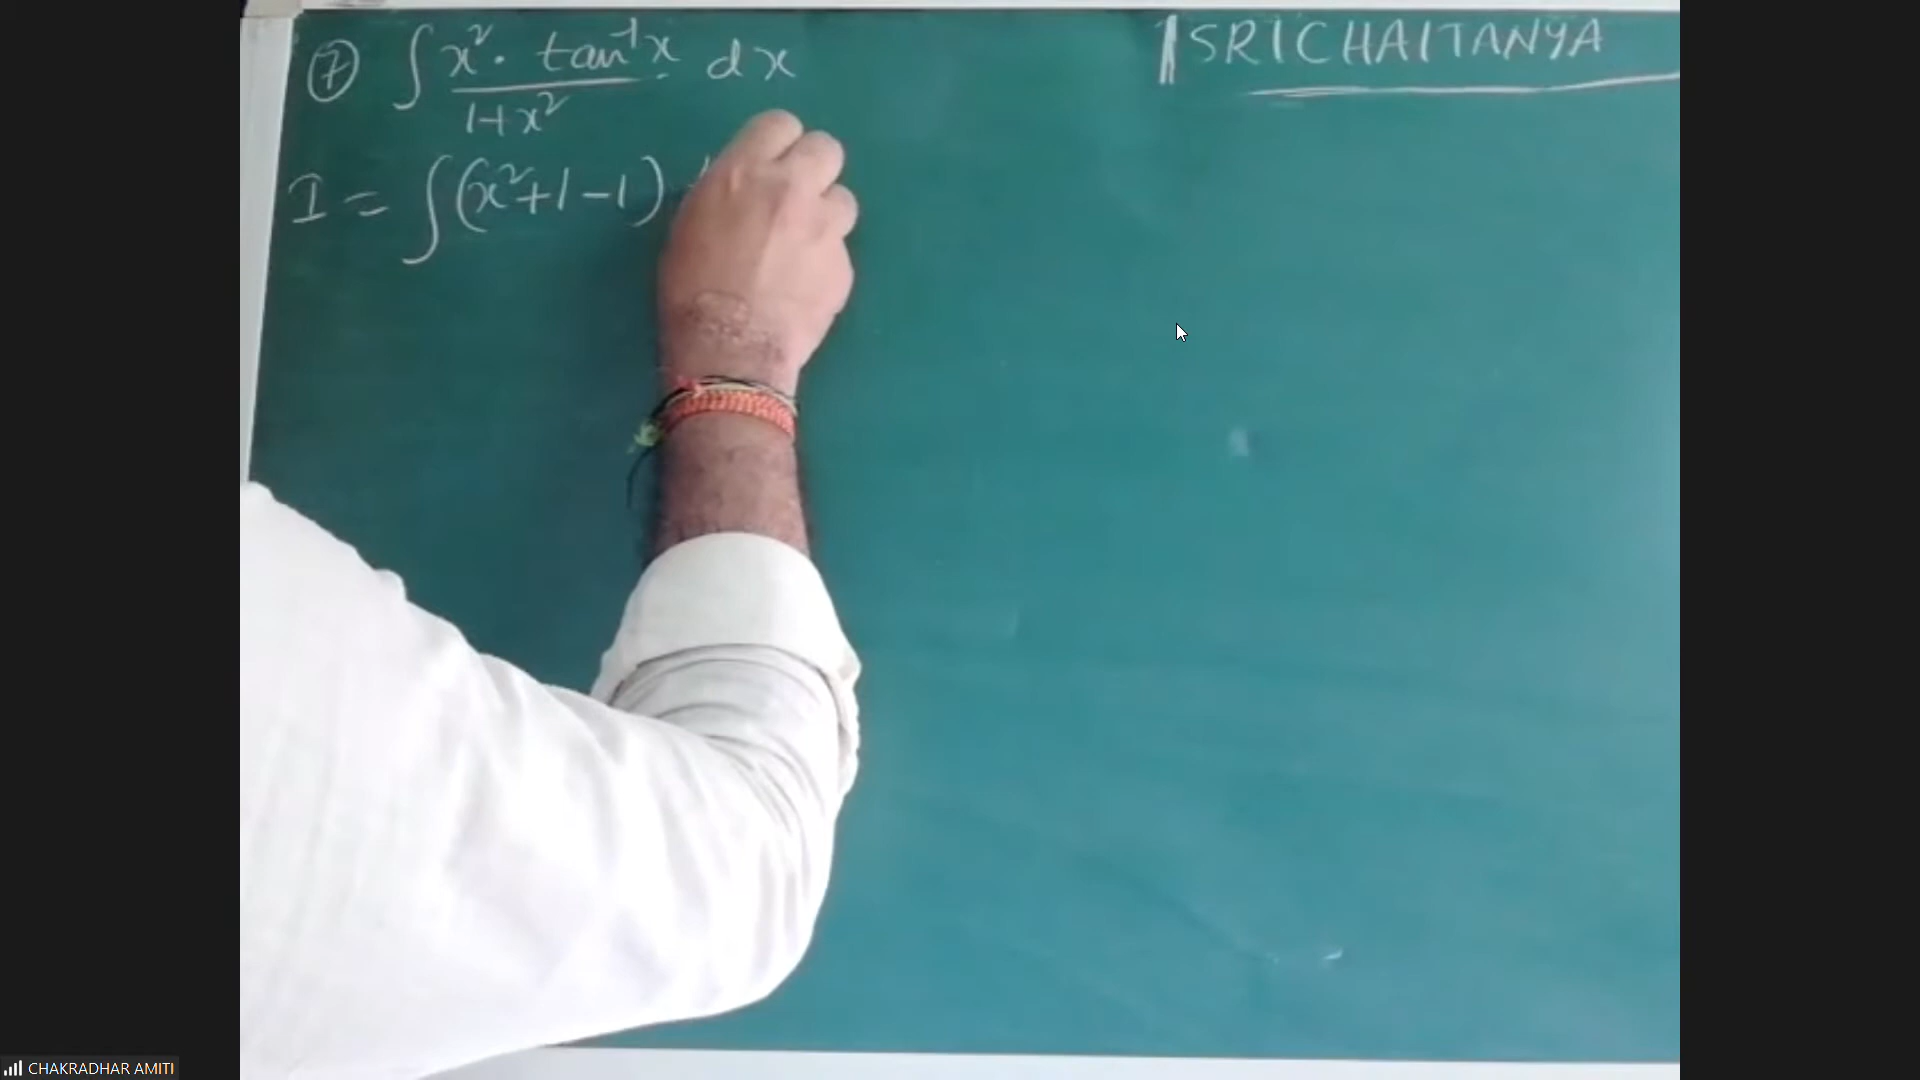 ⑦ ∫ x² · tan⁻¹x / 1+x² dx
SRICHAITANYA
I = ∫ (x²+1-1)
CHAKRADHAR AMITI